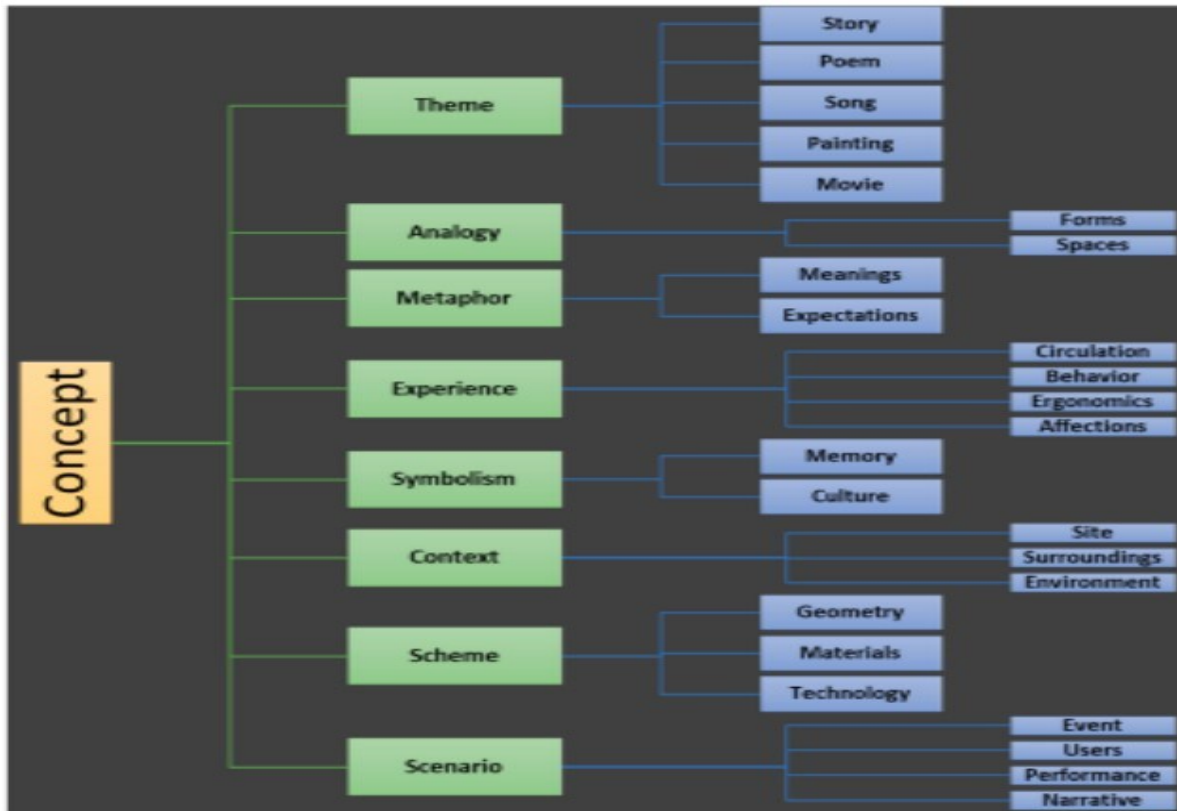 Concept
Theme
Story
Poem
Song
Painting
Movie
Analogy
Forms
Spaces
Metaphor
Meanings
Expectations
Experience
Circulation
Behavior
Ergonomics
Affections
Symbolism
Memory
Culture
Context
Site
Surroundings
Environment
Scheme
Geometry
Materials
Technology
Scenario
Event
Users
Performance
Narrative